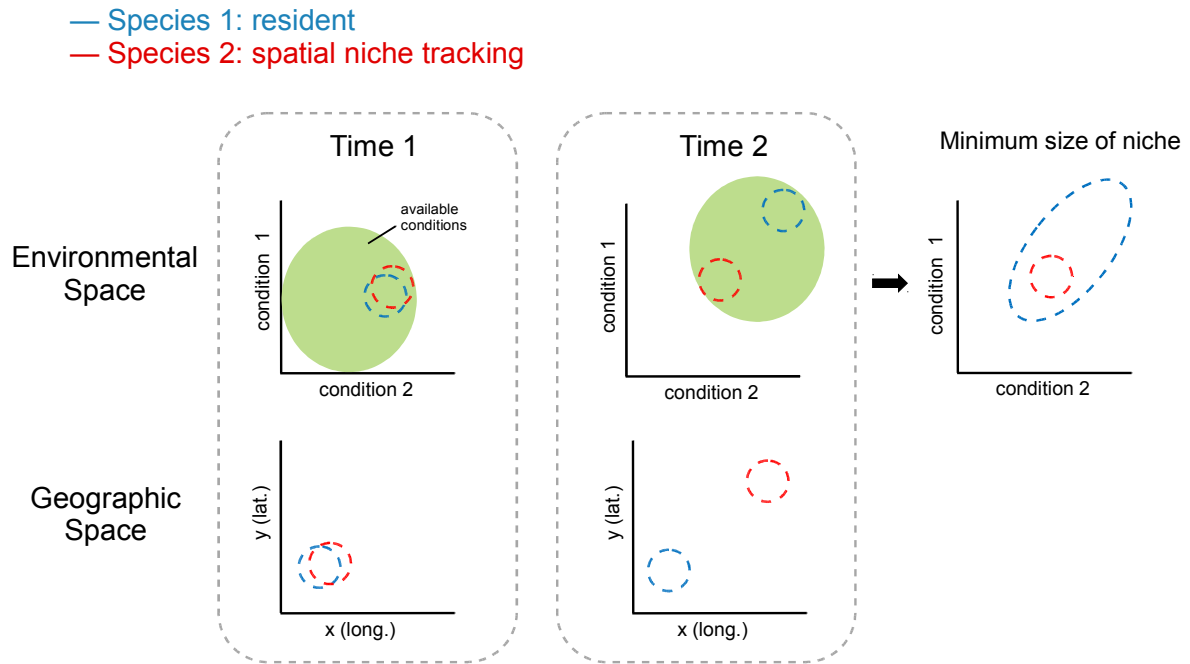 — Species 1: resident
— Species 2: spatial niche tracking
Time 1
Time 2
Minimum size of niche
Environmental
Space
available
conditions
condition 1
condition 2
condition 1
condition 2
condition 1
condition 2
Geographic
Space
y (lat.)
x (long.)
y (lat.)
x (long.)